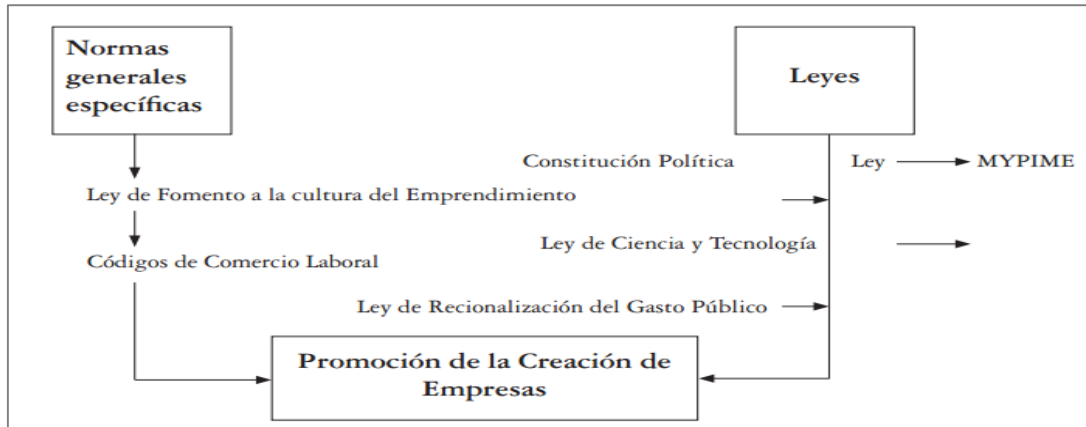 Normas
generales
específicas
Leyes
Constitución Política
Ley
MYPIME
Ley de Fomento a la cultura del Emprendimiento
Ley de Ciencia y Tecnología
Códigos de Comercio Laboral
Ley de Recionalización del Gasto Público
Promoción de la Creación de
Empresas